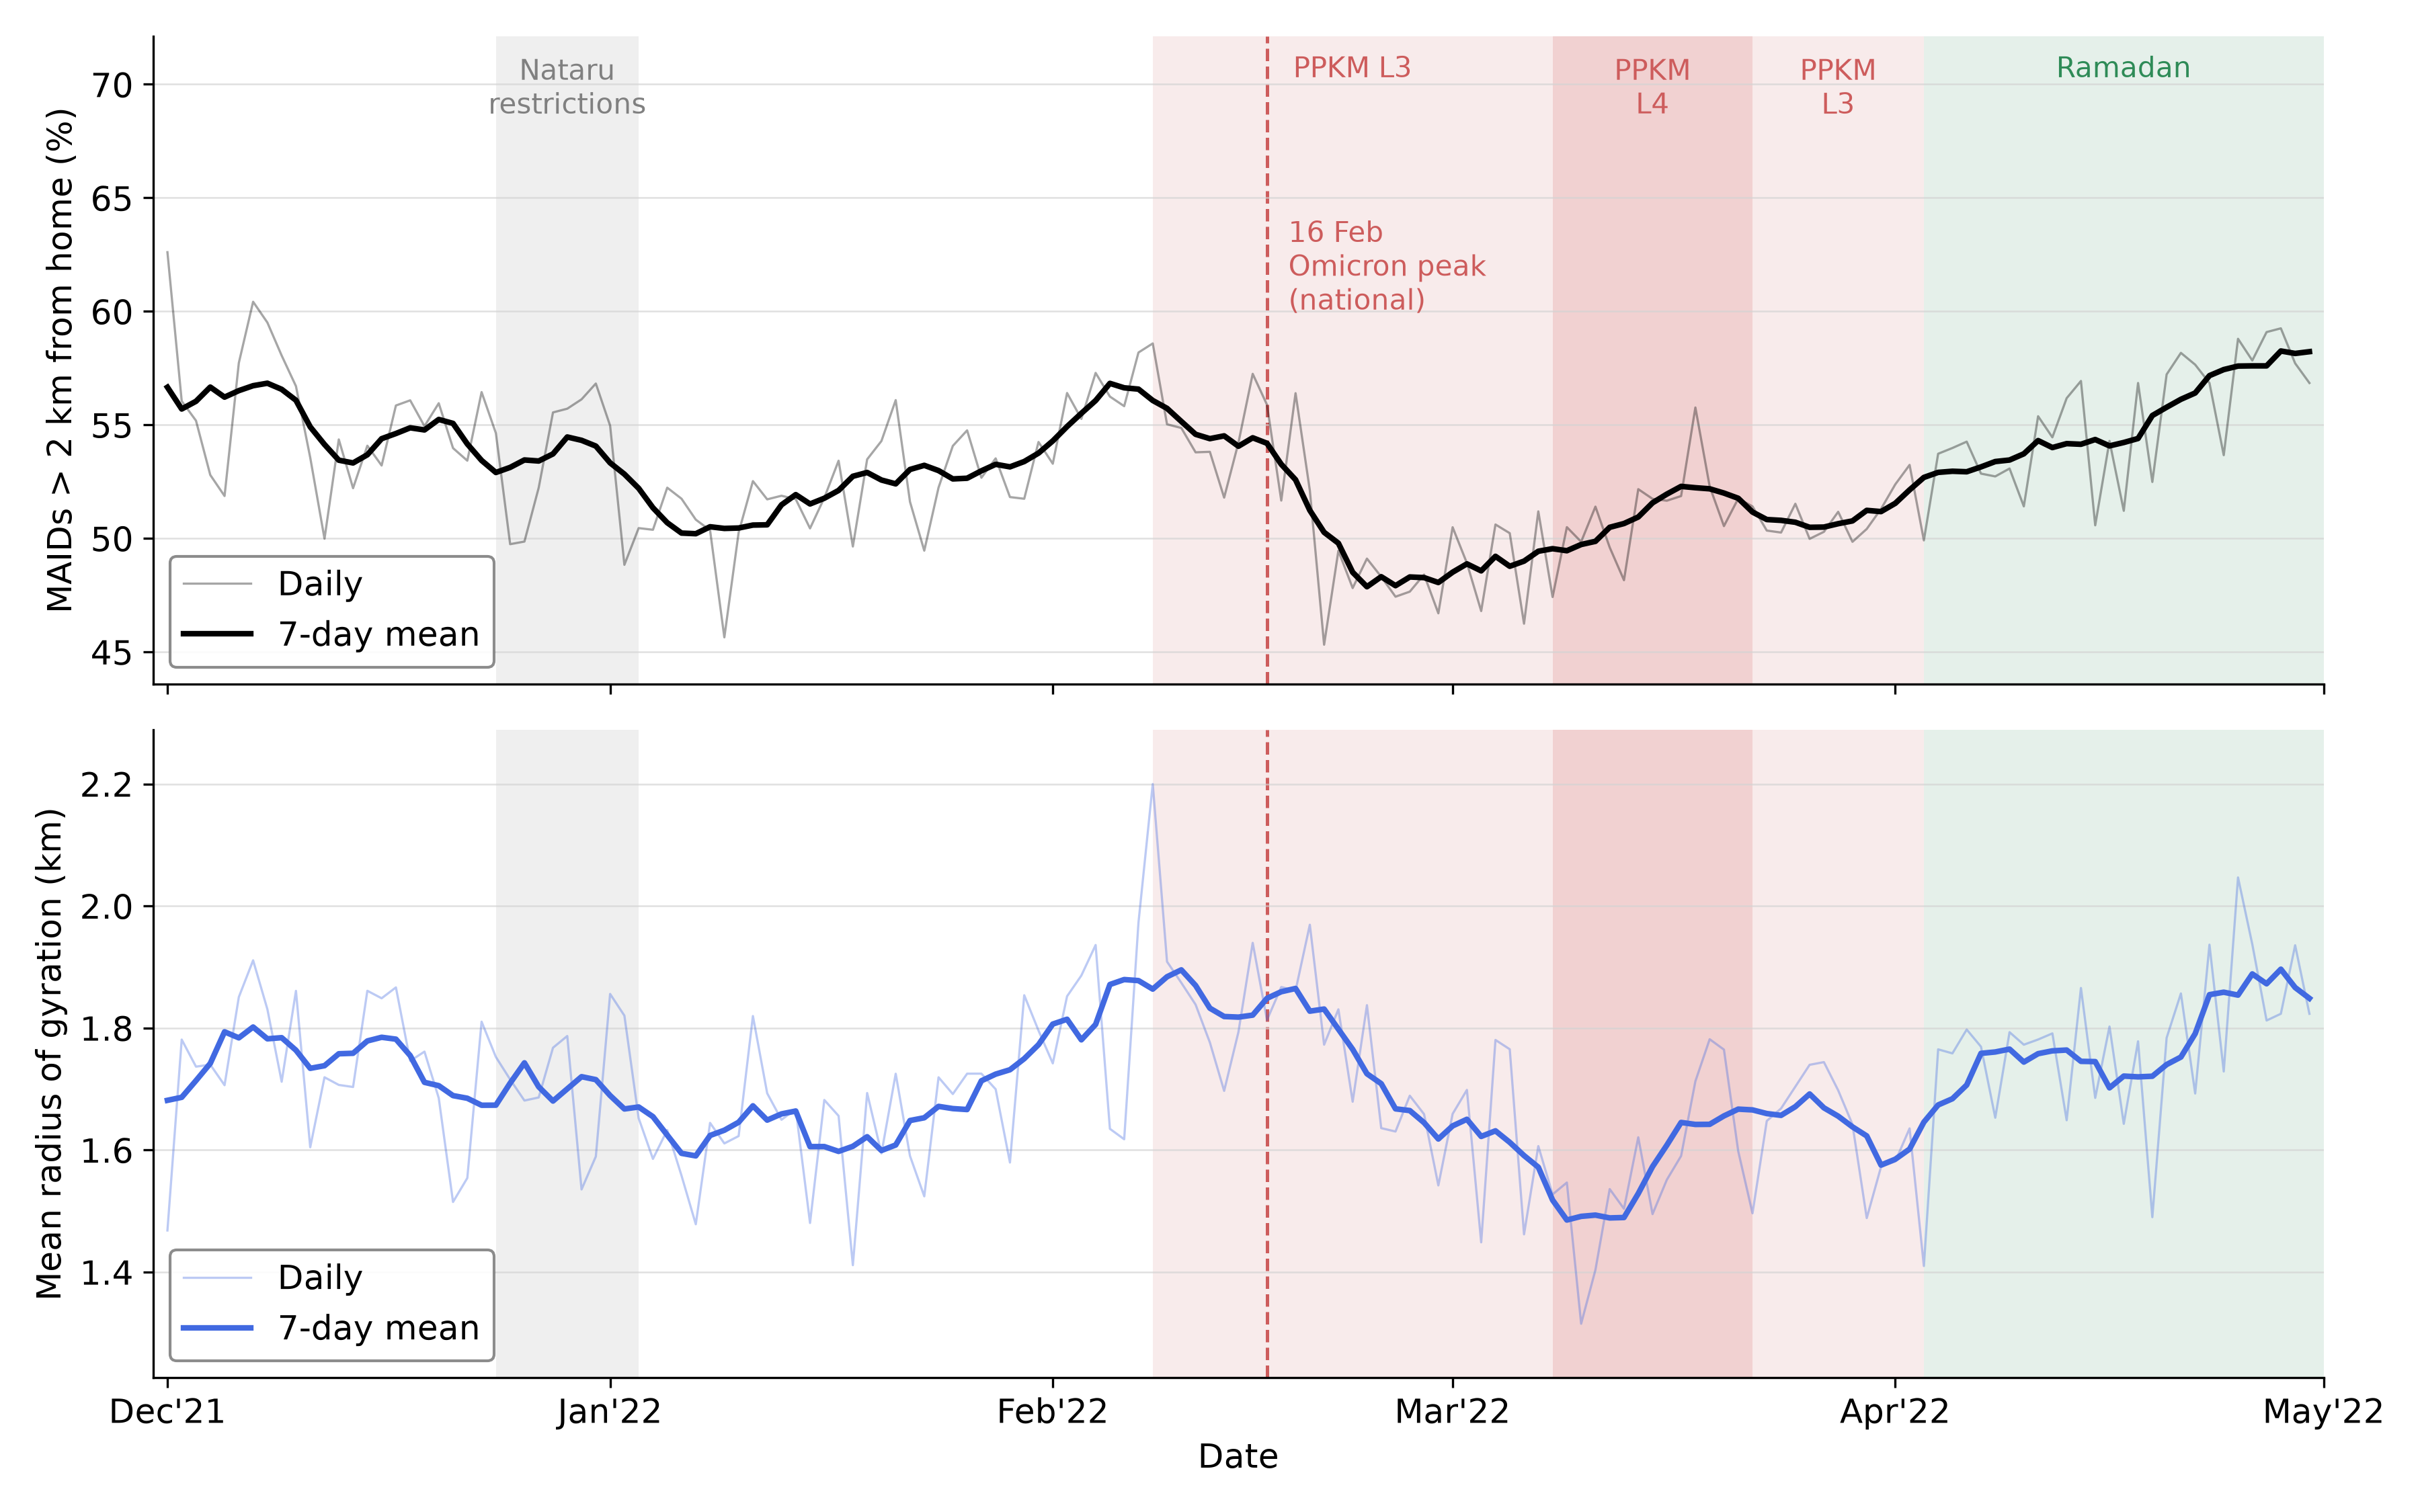 MAIDs > 2 km from home (%)
70
65
60
55
50
45
Nataru
restrictions
PPKM L3
PPKM
L4
PPKM
L3
Ramadan
16 Feb
Omicron peak
(national)
Daily
7-day mean
Mean radius of gyration (km)
2.2
2.0
1.8
1.6
1.4
Daily
7-day mean
Dec'21
Jan'22
Feb'22
Mar'22
Apr'22
May'22
Date